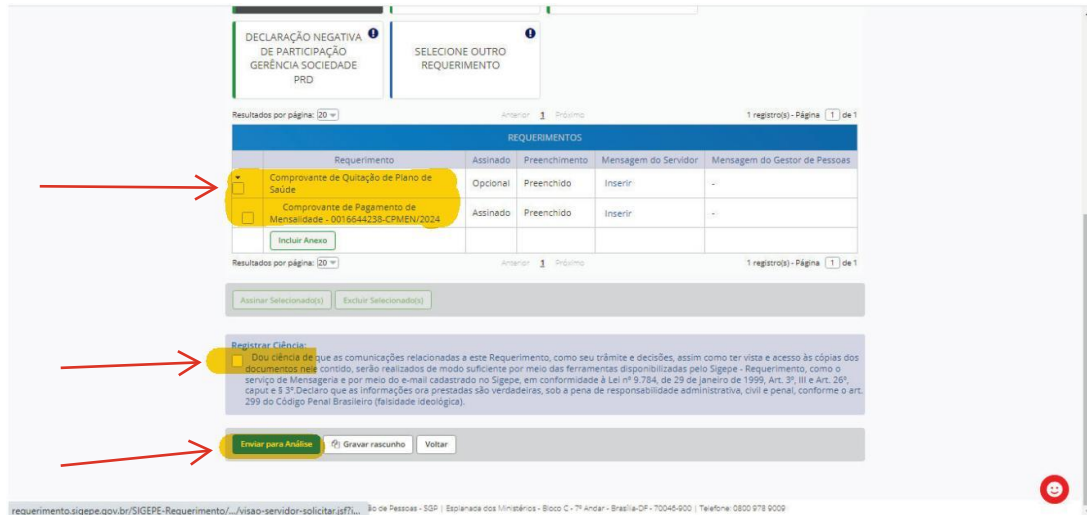 DECLARAÇÃO NEGATIVA
DE PARTICIPAÇÃO
GERÊNCIA SOCIEDADE
PRD
SELECIONE OUTRO
REQUERIMENTO
Resultados por página: 20 Anterior 1 Próximo 1 registro(s) - Página 1 de 1
REQUERIMENTOS
Requerimento Assinado Preenchimento Mensagem do Servidor Mensagem do Gestor de Pessoas
Comprovante de Quitação de Plano de
Saúde
Opcional Preenchido Inserir -
Comprovante de Pagamento de
Mensalidade - 0016644238-CPMEN/2024
Assinado Preenchido Inserir -
Incluir Anexo
Resultados por página: 20 Anterior 1 Próximo 1 registro(s) - Página 1 de 1
Assinar Selecionado(s) Excluir Selecionado(s)
Registrar Ciência:
Dou ciência de que as comunicações relacionadas a este Requerimento, como seu trâmite e decisões, assim como ter vista e acesso às cópias dos
documentos nele contido, serão realizados de modo suficiente por meio das ferramentas disponibilizadas pelo Sigepe - Requerimento, como o
serviço de Mensageria e por meio do e-mail cadastrado no Sigepe, em conformidade à Lei nº 9.784, de 29 de janeiro de 1999, Art. 3º, III e Art. 26º,
caput e § 3º.Declaro que as informações ora prestadas são verdadeiras, sob a pena de responsabilidade administrativa, civil e penal, conforme o art.
299 do Código Penal Brasileiro (falsidade ideológica).
Enviar para Análise Gravar rascunho Voltar
requerimento.sigepe.gov.br/SIGEPE-Requerimento/.../visao-servidor-solicitar.jsf?i... ão de Pessoas - SGP | Esplanada dos Ministérios - Bloco C - 7º Andar - Brasília-DF - 70046-900 | Telefone: 0800 978 9009